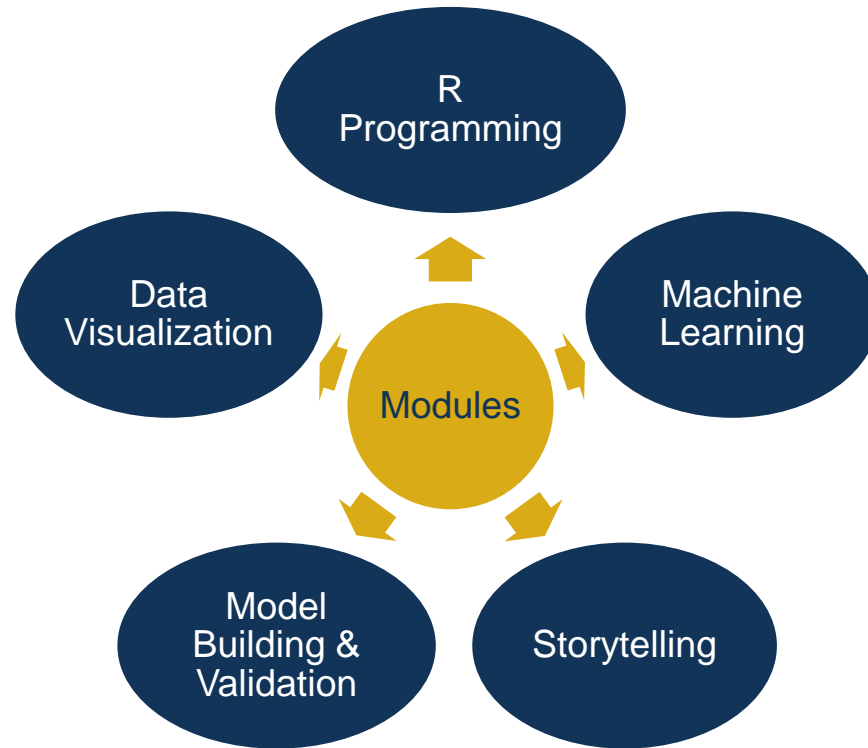 R
Programming
Data
Visualization
Machine
Learning
Modules
Model
Building &
Validation
Storytelling